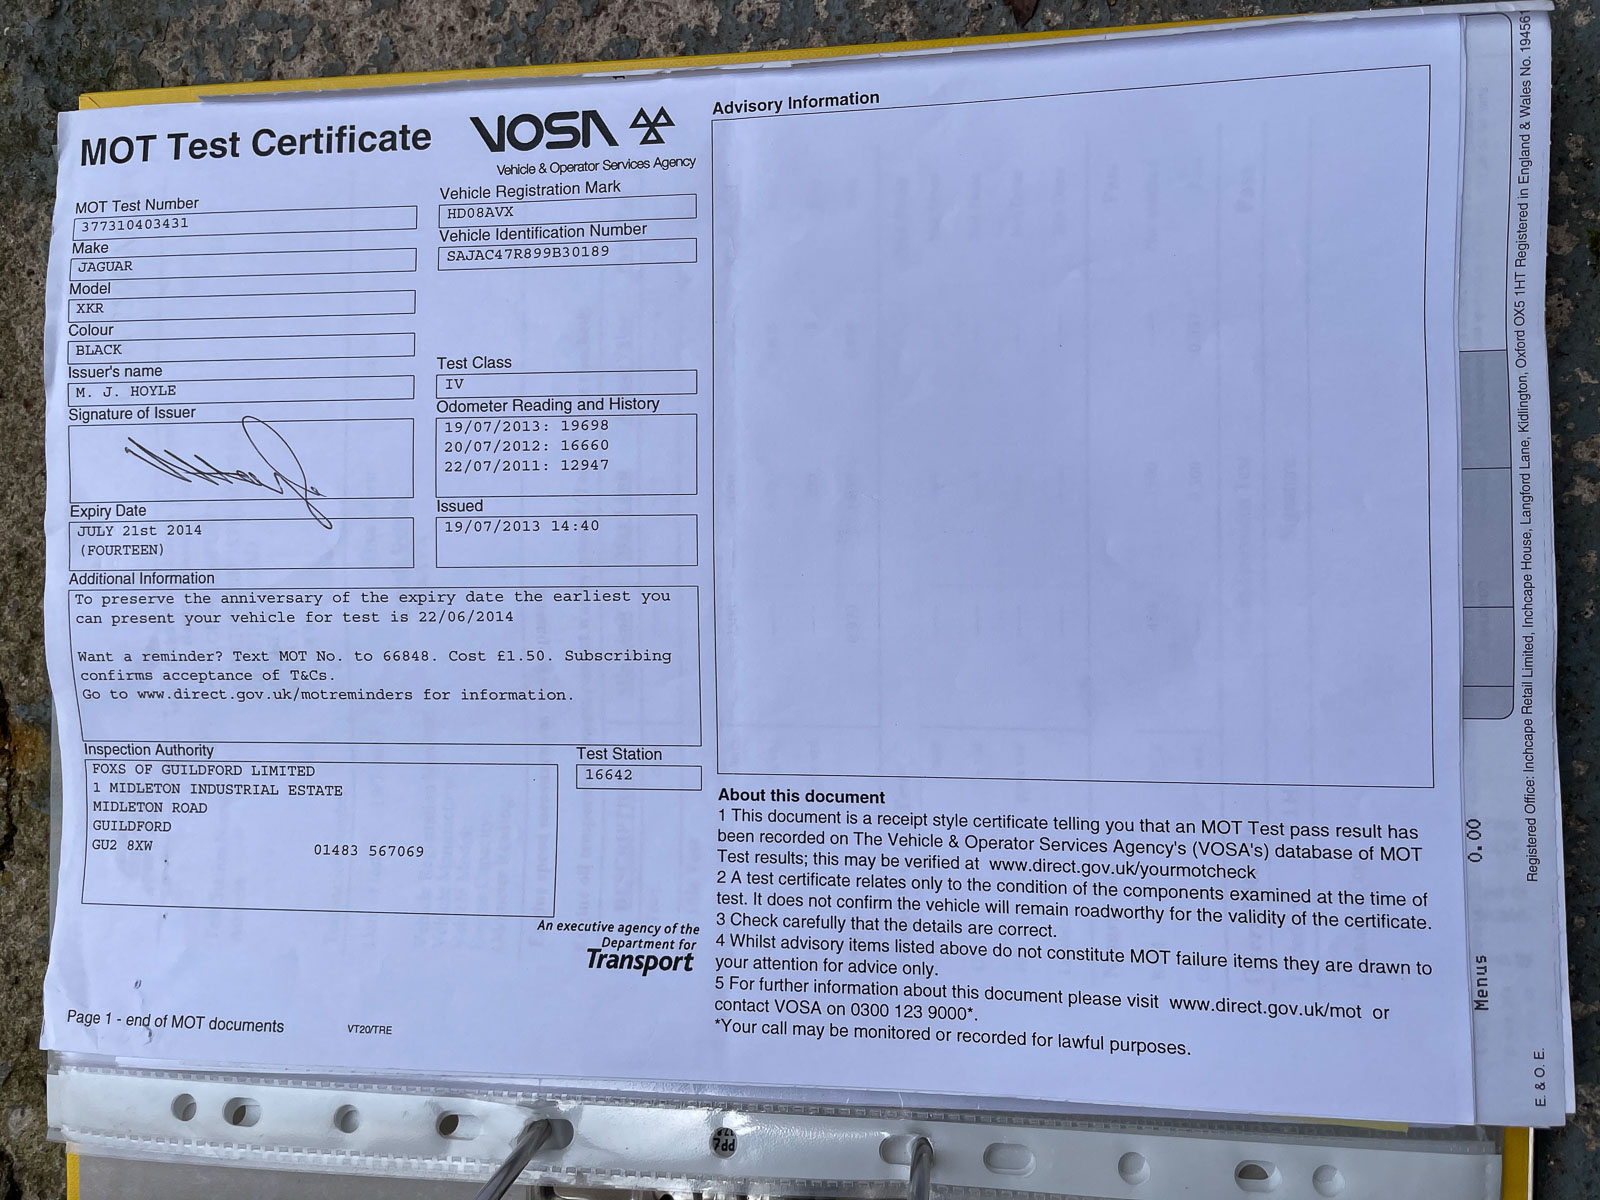 MOT Test Certificate
VOSA
Vehicle & Operator Services Agency
MOT Test Number
377310403431
Make
JAGUAR
Model
XKR
Colour
BLACK
Issuer's name
M. J. HOYLE
Signature of Issuer
Expiry Date
JULY 21st 2014
(FOURTEEN)
Vehicle Registration Mark
HD08AVX
Vehicle Identification Number
SAJAC47R899B30189
Test Class
IV
Odometer Reading and History
19/07/2013: 19698
20/07/2012: 16660
22/07/2011: 12947
Issued
19/07/2013 14:40
Additional Information
To preserve the anniversary of the expiry date the earliest you
can present your vehicle for test is 22/06/2014
Want a reminder? Text MOT No. to 66848. Cost £1.50. Subscribing
confirms acceptance of T&Cs.
Go to www.direct.gov.uk/motreminders for information.
Inspection Authority
FOXS OF GUILDFORD LIMITED
1 MIDLETON INDUSTRIAL ESTATE
MIDLETON ROAD
GUILDFORD
GU2 8XW 01483 567069
Test Station
16642
An executive agency of the
Department for
Transport
Page 1 - end of MOT documents
VT20/TRE
Advisory Information
About this document
1 This document is a receipt style certificate telling you that an MOT Test pass result has
been recorded on The Vehicle & Operator Services Agency's (VOSA's) database of MOT
Test results; this may be verified at www.direct.gov.uk/yourmotcheck
2 A test certificate relates only to the condition of the components examined at the time of
test. It does not confirm the vehicle will remain roadworthy for the validity of the certificate.
3 Check carefully that the details are correct.
4 Whilst advisory items listed above do not constitute MOT failure items they are drawn to
your attention for advice only.
5 For further information about this document please visit www.direct.gov.uk/mot or
contact VOSA on 0300 123 9000*.
*Your call may be monitored or recorded for lawful purposes.
Menus 0.00
Registered Office: Inchcape Retail Limited, Inchcape House, Langford Lane, Kidlington, Oxford OX5 1HT Registered in England & Wales No. 19456
E. & O. E.